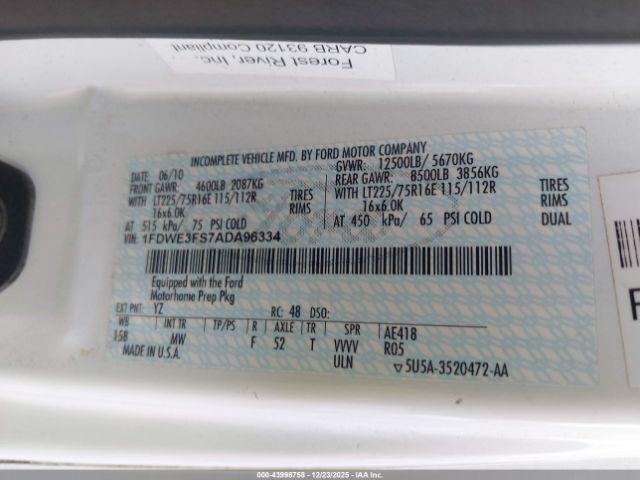 Forest River, Inc.
CARB 93120 Compliant
INCOMPLETE VEHICLE MFD. BY FORD MOTOR COMPANY
DATE: 06/10 GVWR: 12500LB/ 5670KG
FRONT GAWR: 4600LB 2087KG REAR GAWR: 8500LB 3856KG
WITH LT225/75R16E 115/112R TIRES WITH LT225/75R16E 115/112R TIRES
16x6.0K RIMS 16x6.0K RIMS
AT 515 kPa/ 75 PSI COLD AT 450 kPa/ 65 PSI COLD DUAL
VIN: 1FDWE3FS7ADA96334
Equipped with the Ford
Motorhome Prep Pkg
EXT PNT: YZ RC: 48 DSO:
WB INT TR TP/PS R AXLE TR SPR AE418
158 MW F 52 T VVVV R05
MADE IN U.S.A. ULN 5U5A-3520472-AA
000-43998758 - 12/23/2025 - IAAI.COM